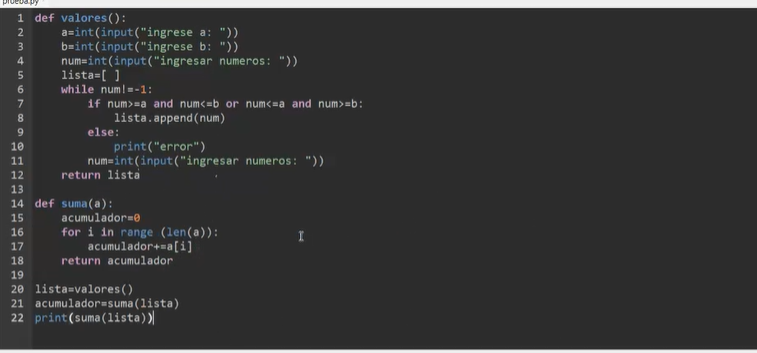 prueba.py
1 def valores():
2     a=int(input("ingrese a: "))
3     b=int(input("ingrese b: "))
4     num=int(input("ingresar numeros: "))
5     lista=[ ]
6     while num!=-1:
7         if num>=a and num<=b or num<=a and num>=b:
8             lista.append(num)
9         else:
10             print("error")
11         num=int(input("ingresar numeros: "))
12     return lista
13
14 def suma(a):
15     acumulador=0
16     for i in range (len(a)):
17         acumulador+=a[i]
18     return acumulador
19
20 lista=valores()
21 acumulador=suma(lista)
22 print(suma(lista))